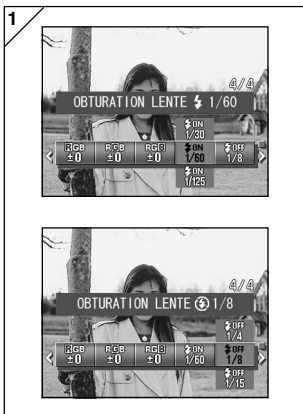 1
4/4
OBTURATION LENTE 1/60
ON
1/30
RGB ±0 RGB ±0 RGB ±0 ON 1/60 OFF 1/8
ON
1/125
4/4
OBTURATION LENTE 1/8
OFF
1/4
RGB ±0 RGB ±0 RGB ±0 ON 1/60 OFF 1/8
OFF
1/15